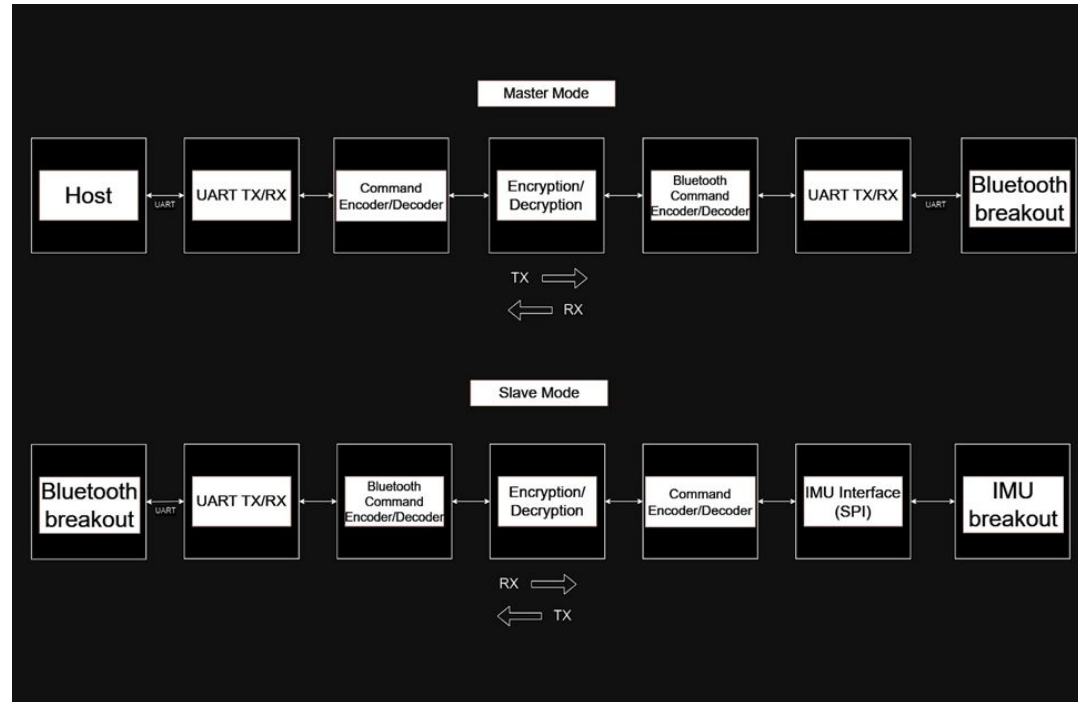 Master Mode
Host
UART
UART TX/RX
Command
Encoder/Decoder
Encryption/
Decryption
Bluetooth
Command
Encoder/Decoder
UART TX/RX
UART
Bluetooth
breakout
TX
RX
Slave Mode
Bluetooth
breakout
UART
UART TX/RX
Bluetooth
Command
Encoder/Decoder
Encryption/
Decryption
Command
Encoder/Decoder
IMU Interface
(SPI)
IMU
breakout
RX
TX